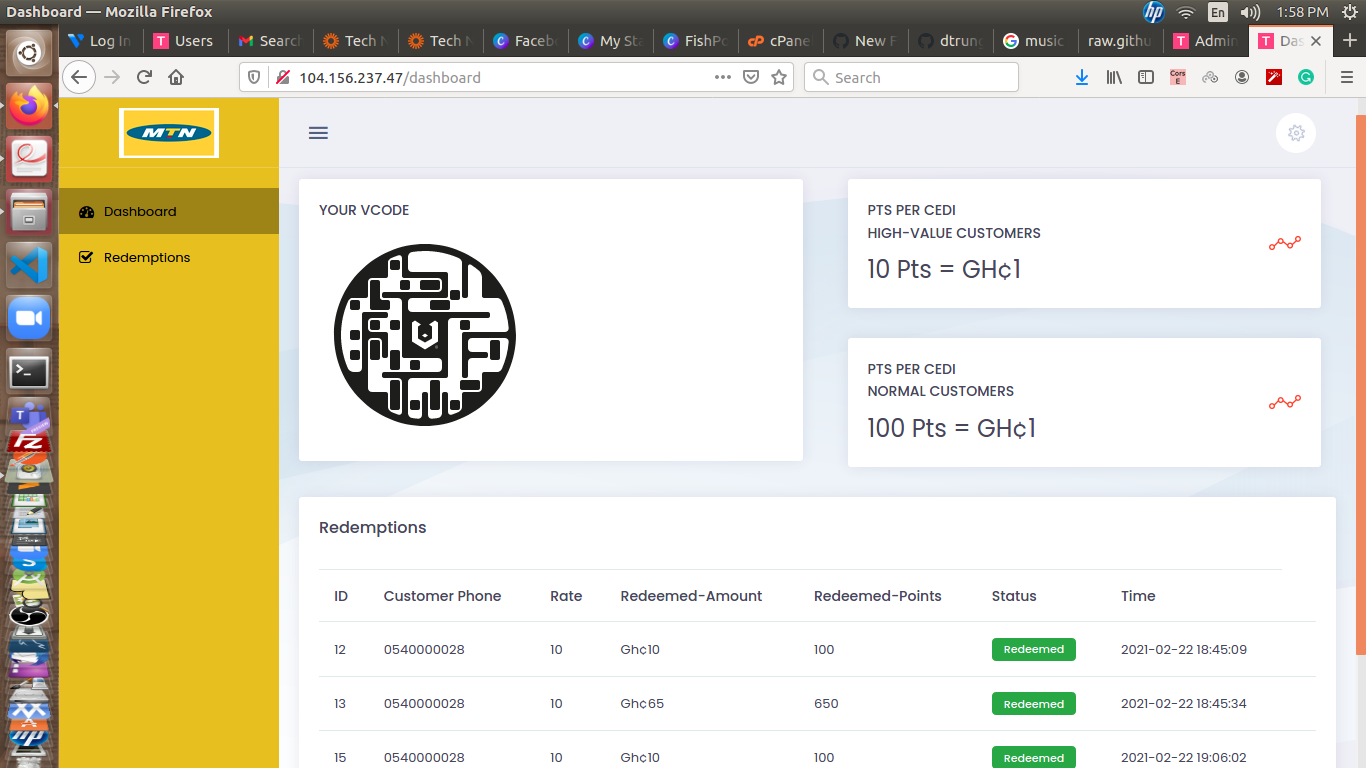 Dashboard — Mozilla Firefox
En
1:58 PM
Log In
Users
Search
Tech N
Tech N
Faceb
My Sta
FishPo
cPane
New F
dtrung
music
raw.githu
Admin
Das
104.156.237.47/dashboard
Search
MTN
Dashboard
Redemptions
YOUR VCODE
PTS PER CEDI
HIGH-VALUE CUSTOMERS
10 Pts = GH¢1
PTS PER CEDI
NORMAL CUSTOMERS
100 Pts = GH¢1
Redemptions
ID Customer Phone Rate Redeemed-Amount Redeemed-Points Status Time
12 0540000028 10 Gh¢10 100 Redeemed 2021-02-22 18:45:09
13 0540000028 10 Gh¢65 650 Redeemed 2021-02-22 18:45:34
15 0540000028 10 Gh¢10 100 Redeemed 2021-02-22 19:06:02